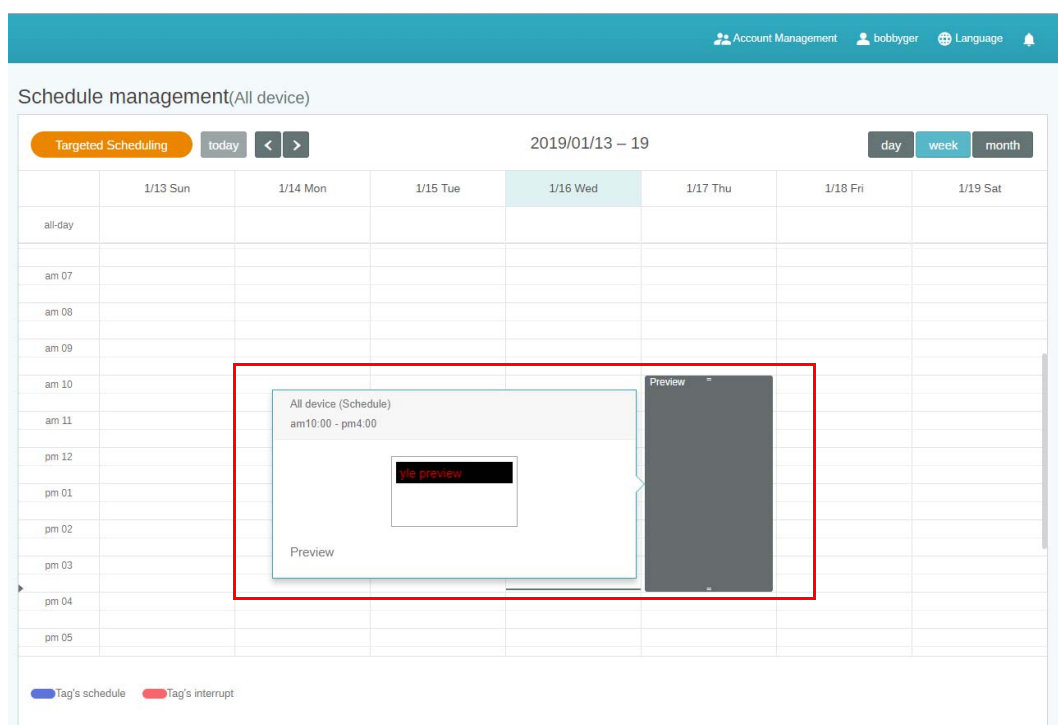 Account Management bobbyger Language
Schedule management(All device)
Targeted Scheduling today < > 2019/01/13 – 19 day week month
1/13 Sun 1/14 Mon 1/15 Tue 1/16 Wed 1/17 Thu 1/18 Fri 1/19 Sat
all-day
am 07
am 08
am 09
am 10
Preview
All device (Schedule)
am10:00 - pm4:00
am 11
pm 12
yle preview
pm 01
pm 02
Preview
pm 03
pm 04
pm 05
Tag's schedule Tag's interrupt